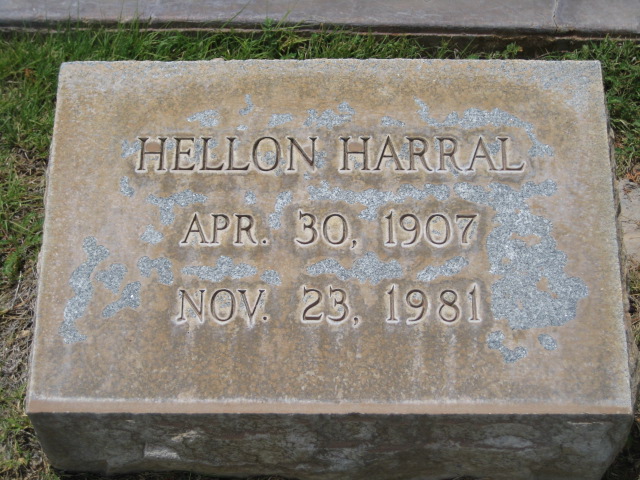 HELLON HARRAL
APR. 30, 1907
NOV. 23, 1981